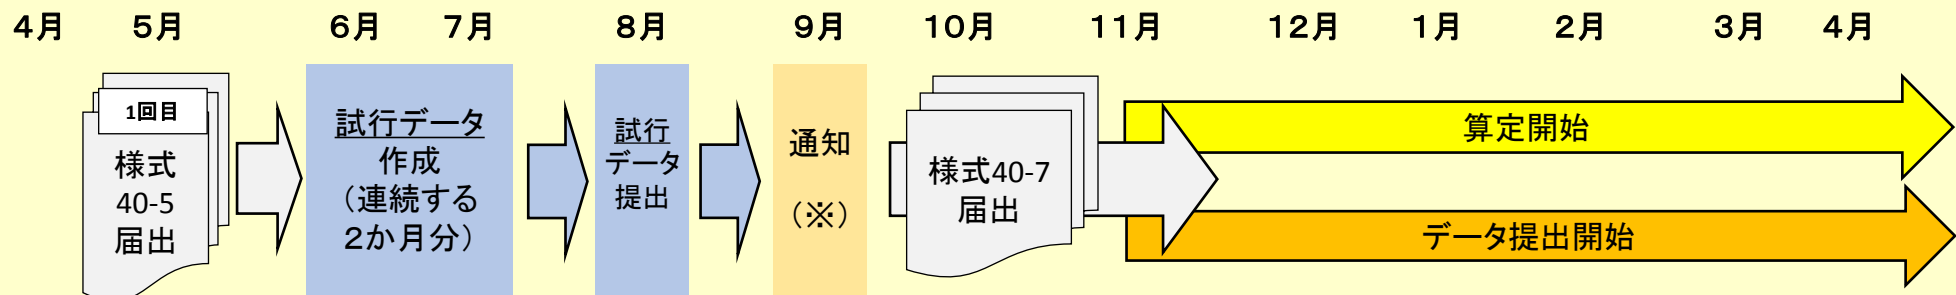 ４月 ５月 ６月 ７月 ８月 ９月 １０月 １１月 １２月 １月 ２月 ３月 ４月
1回目
様式
40-5
届出
試行データ
作成
（連続する
２か月分）
試行
データ
提出
通知
（※）
様式40-7
届出
算定開始
データ提出開始